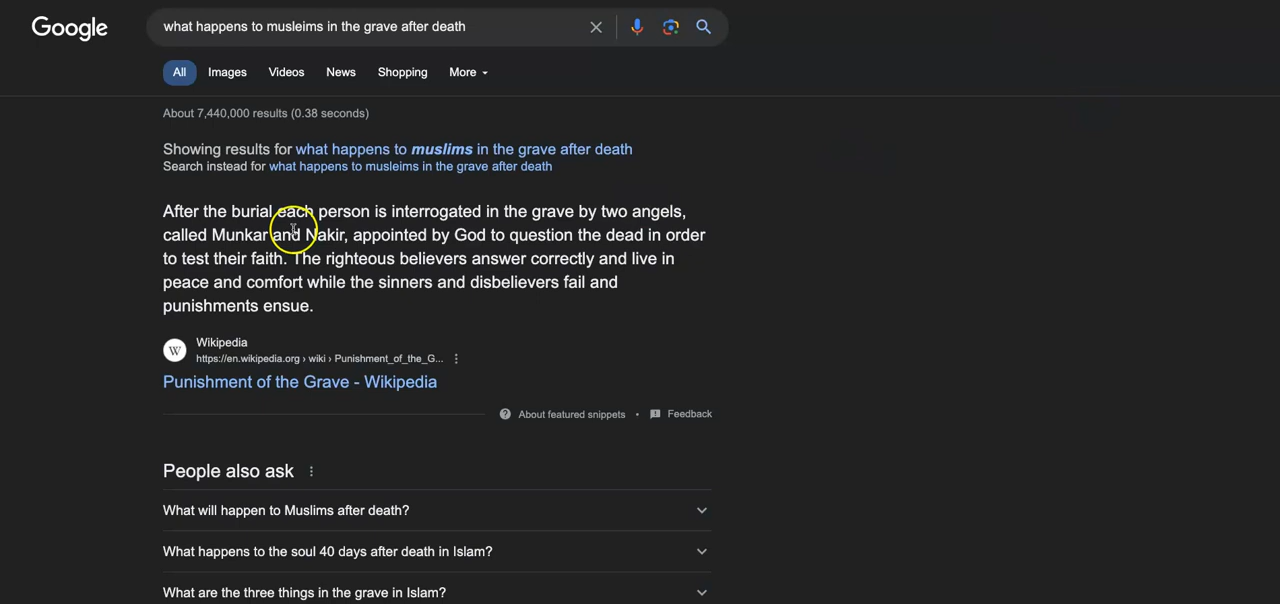 Google
what happens to musleims in the grave after death
All Images Videos News Shopping More
About 7,440,000 results (0.38 seconds)
Showing results for what happens to muslims in the grave after death
Search instead for what happens to musleims in the grave after death
After the burial each person is interrogated in the grave by two angels,
called Munkar and Nakir, appointed by God to question the dead in order
to test their faith. The righteous believers answer correctly and live in
peace and comfort while the sinners and disbelievers fail and
punishments ensue.
W
Wikipedia
https://en.wikipedia.org › wiki › Punishment_of_the_G...
Punishment of the Grave - Wikipedia
About featured snippets • Feedback
People also ask
What will happen to Muslims after death?
What happens to the soul 40 days after death in Islam?
What are the three things in the grave in Islam?